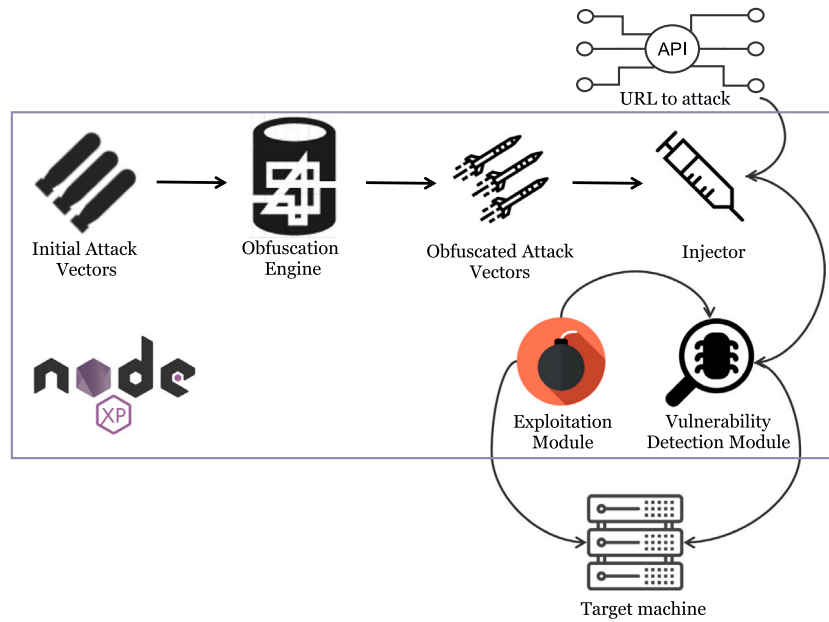 API
URL to attack
Initial Attack
Vectors
Obfuscation
Engine
Obfuscated Attack
Vectors
Injector
node
XP
Exploitation
Module
Vulnerability
Detection Module
Target machine